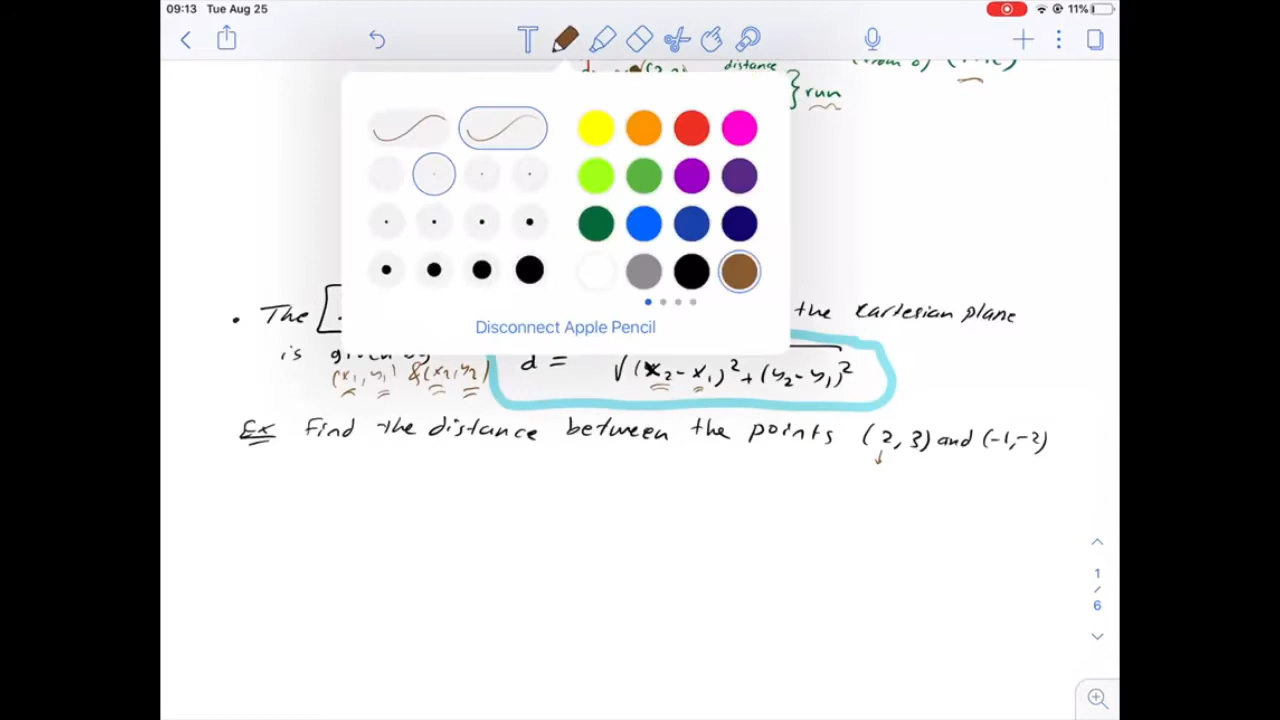 09:13 Tue Aug 25 11%
T
distance
run
• The the Cartesian plane
is given by d = √(x₂-x₁)²+(y₂-y₁)²
(x₁,y₁) &(x₂,y₂)
Ex Find the distance between the points (2,3) and (-1,-2)
Disconnect Apple Pencil
1
/
6